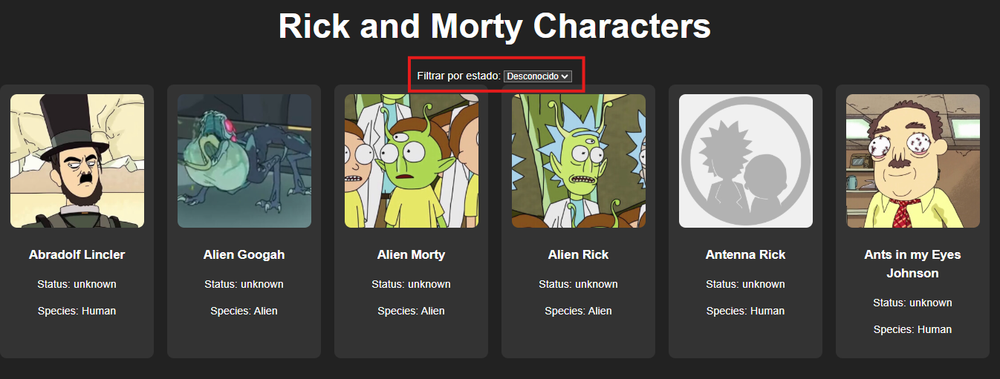 Rick and Morty Characters
Filtrar por estado: Desconocido
Abradolf Lincler
Status: unknown
Species: Human
Alien Googah
Status: unknown
Species: Alien
Alien Morty
Status: unknown
Species: Alien
Alien Rick
Status: unknown
Species: Alien
Antenna Rick
Status: unknown
Species: Human
Ants in my Eyes
Johnson
Status: unknown
Species: Human